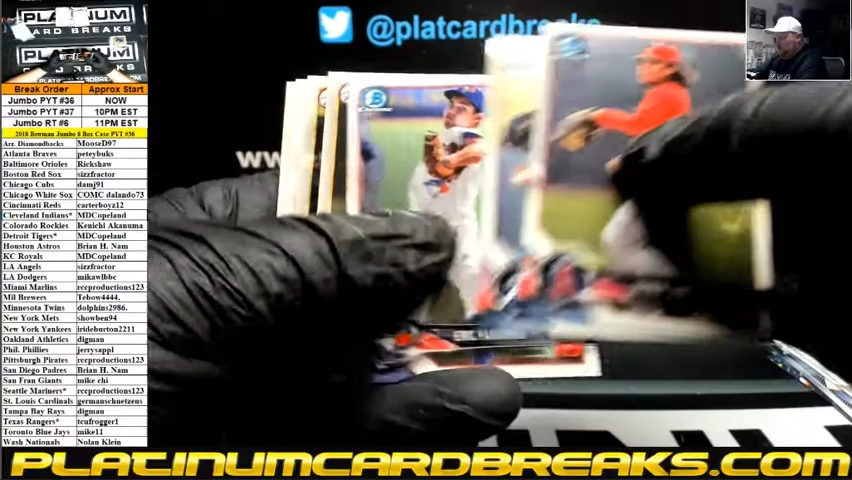 PLATINUM
CARD BREAKS
PLATINUM
@platcardbreaks
ww
Break Order Approx Start
Jumbo PYT #36 NOW
Jumbo PYT #37 10PM EST
Jumbo RT #6 11PM EST
2018 Bowman Jumbo 8 Box Case PYT #36
Arz. Diamondbacks MooseD97
Atlanta Braves peteybuks
Baltimore Orioles Rickshaw
Boston Red Sox sizzfractor
Chicago Cubs damj91
Chicago White Sox COMC dalando73
Cincinnati Reds carterboyz12
Cleveland Indians* MDCopeland
Colorado Rockies Kenichi Akanuma
Detroit Tigers* MDCopeland
Houston Astros Brian H. Nam
KC Royals MDCopeland
LA Angels sizzfractor
LA Dodgers mikawlbbc
Miami Marlins rccproductions123
Mil Brewers Tebow4444.
Minnesota Twins dolphins2986.
New York Mets showben94
New York Yankees irideburton2211
Oakland Athletics digman
Phil. Phillies jerrysappl
Pittsburgh Pirates rccproductions123
San Diego Padres Brian H. Nam
San Fran Giants mike chi
Seattle Mariners* rccproductions123
St. Louis Cardinals germanschuetzens
Tampa Bay Rays digman
Texas Rangers* tcufrogger1
Toronto Blue Jays mike11
Wash Nationals Nolan Klein
PLATINUMCARDBREAKS.COM